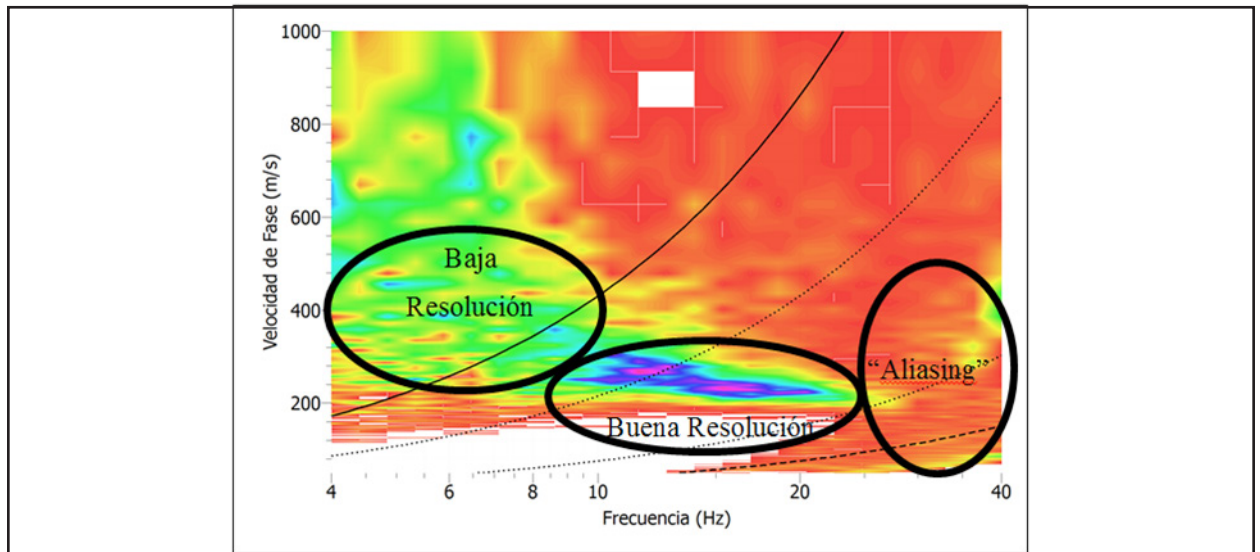 1000
800
600
400
200
Velocidad de Fase (m/s)
Baja
Resolución
“Aliasing”
Buena Resolución
4
6
8
10
20
40
Frecuencia (Hz)